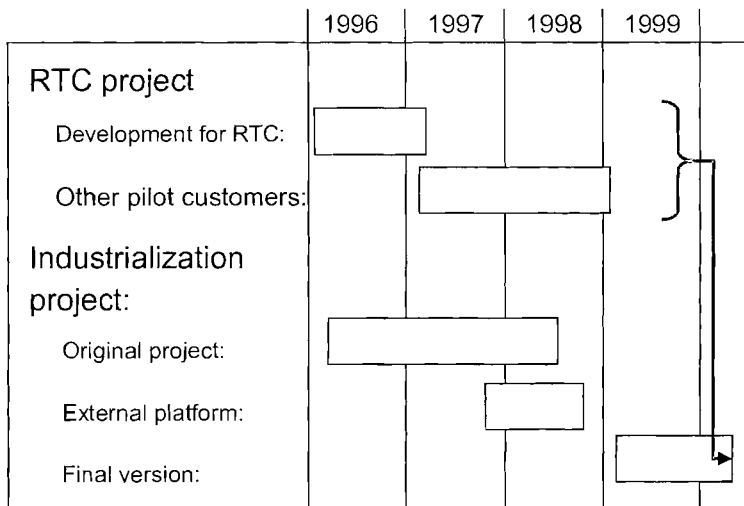 1996 1997 1998 1999
RTC project
Development for RTC:
Other pilot customers:
Industrialization
project:
Original project:
External platform:
Final version: